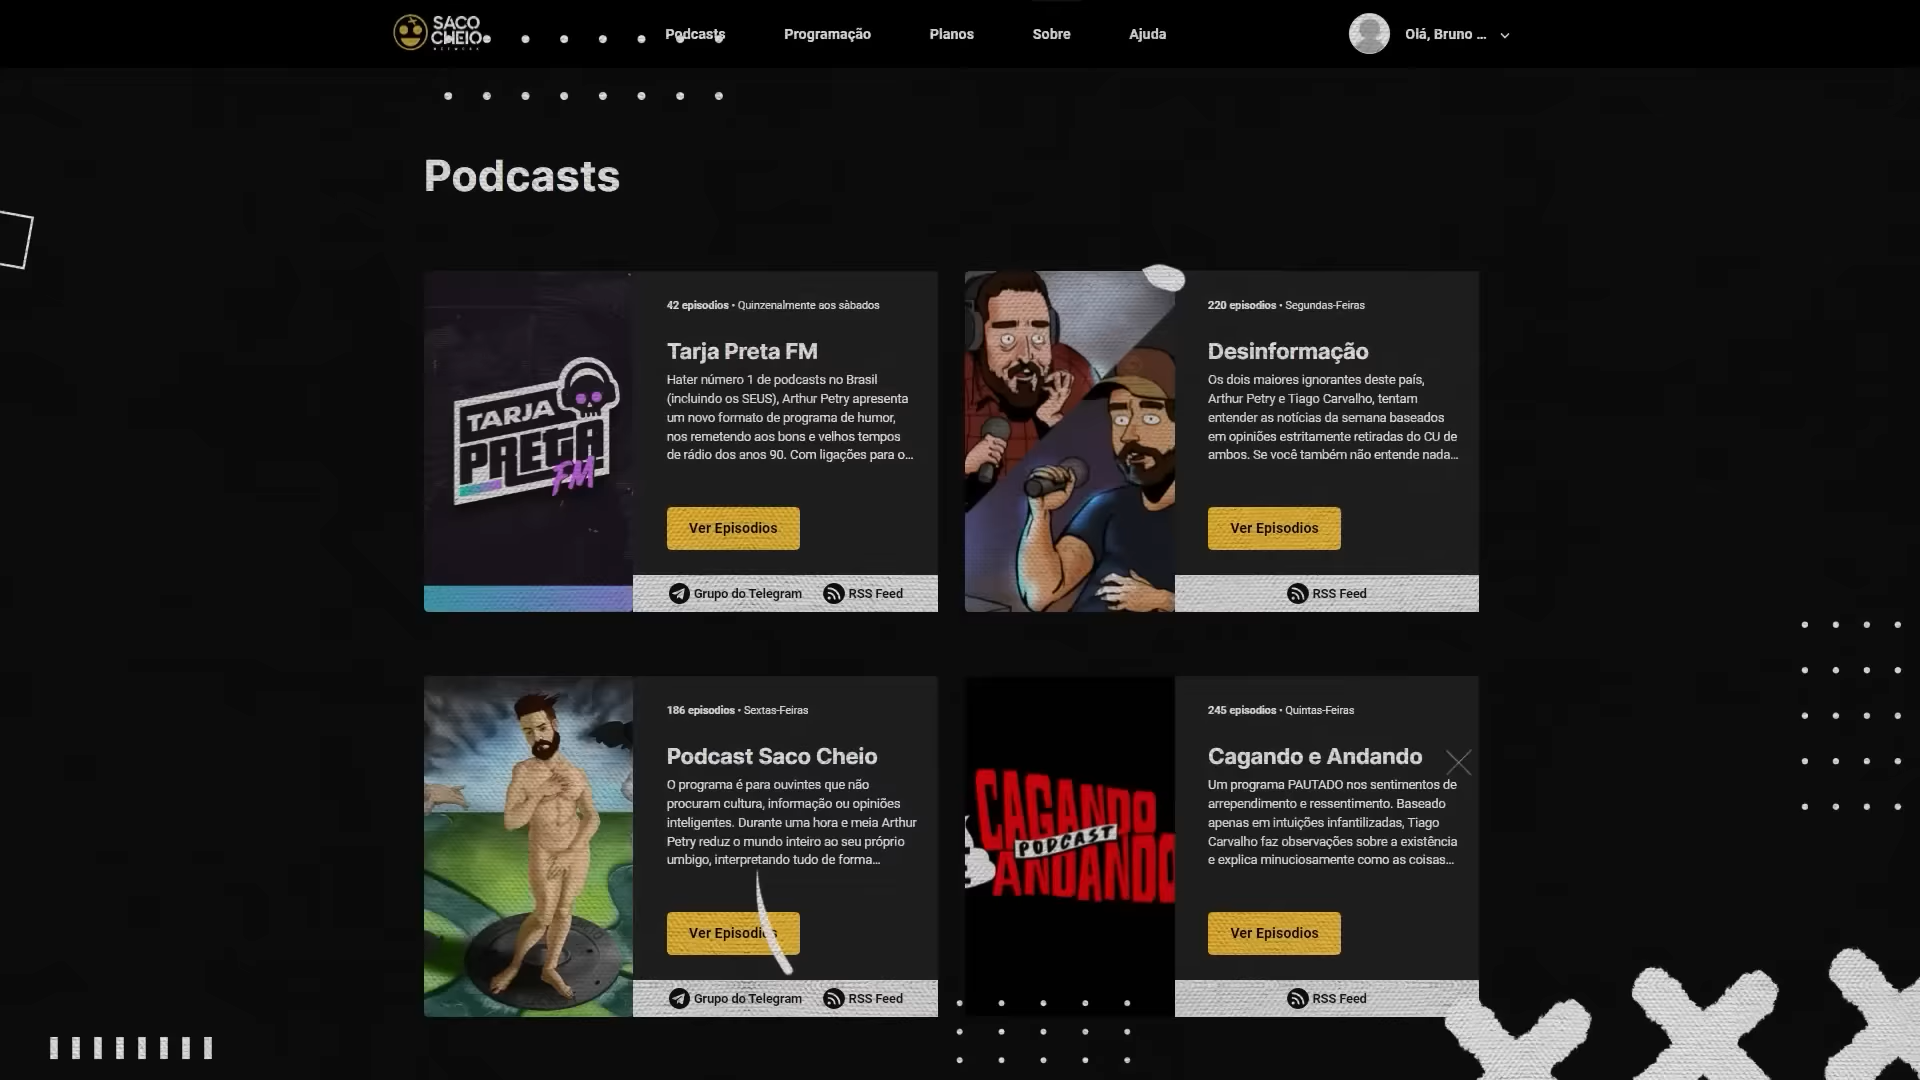 SACO
CHEIO
NETWORK
Podcasts
Programação
Planos
Sobre
Ajuda
Olá, Bruno ...
Podcasts
TARJA
PRETA
FM
42 episodios • Quinzenalmente aos sàbados
Tarja Preta FM
Hater número 1 de podcasts no Brasil
(incluindo os SEUS), Arthur Petry apresenta
um novo formato de programa de humor,
nos remetendo aos bons e velhos tempos
de rádio dos anos 90. Com ligações para o...
Ver Episodios
Grupo do Telegram
RSS Feed
220 episodios • Segundas-Feiras
Desinformação
Os dois maiores ignorantes deste país,
Arthur Petry e Tiago Carvalho, tentam
entender as notícias da semana baseados
em opiniões estritamente retiradas do CU de
ambos. Se você também não entende nada...
Ver Episodios
RSS Feed
186 episodios • Sextas-Feiras
Podcast Saco Cheio
O programa é para ouvintes que não
procuram cultura, informação ou opiniões
inteligentes. Durante uma hora e meia Arthur
Petry reduz o mundo inteiro ao seu próprio
umbigo, interpretando tudo de forma...
Ver Episodios
Grupo do Telegram
RSS Feed
CAGANDO
PODCAST
ANDANDO
245 episodios • Quintas-Feiras
Cagando e Andando
Um programa PAUTADO nos sentimentos de
arrependimento e ressentimento. Baseado
apenas em intuições infantilizadas, Tiago
Carvalho faz observações sobre a existência
e explica minuciosamente como as coisas...
Ver Episodios
RSS Feed